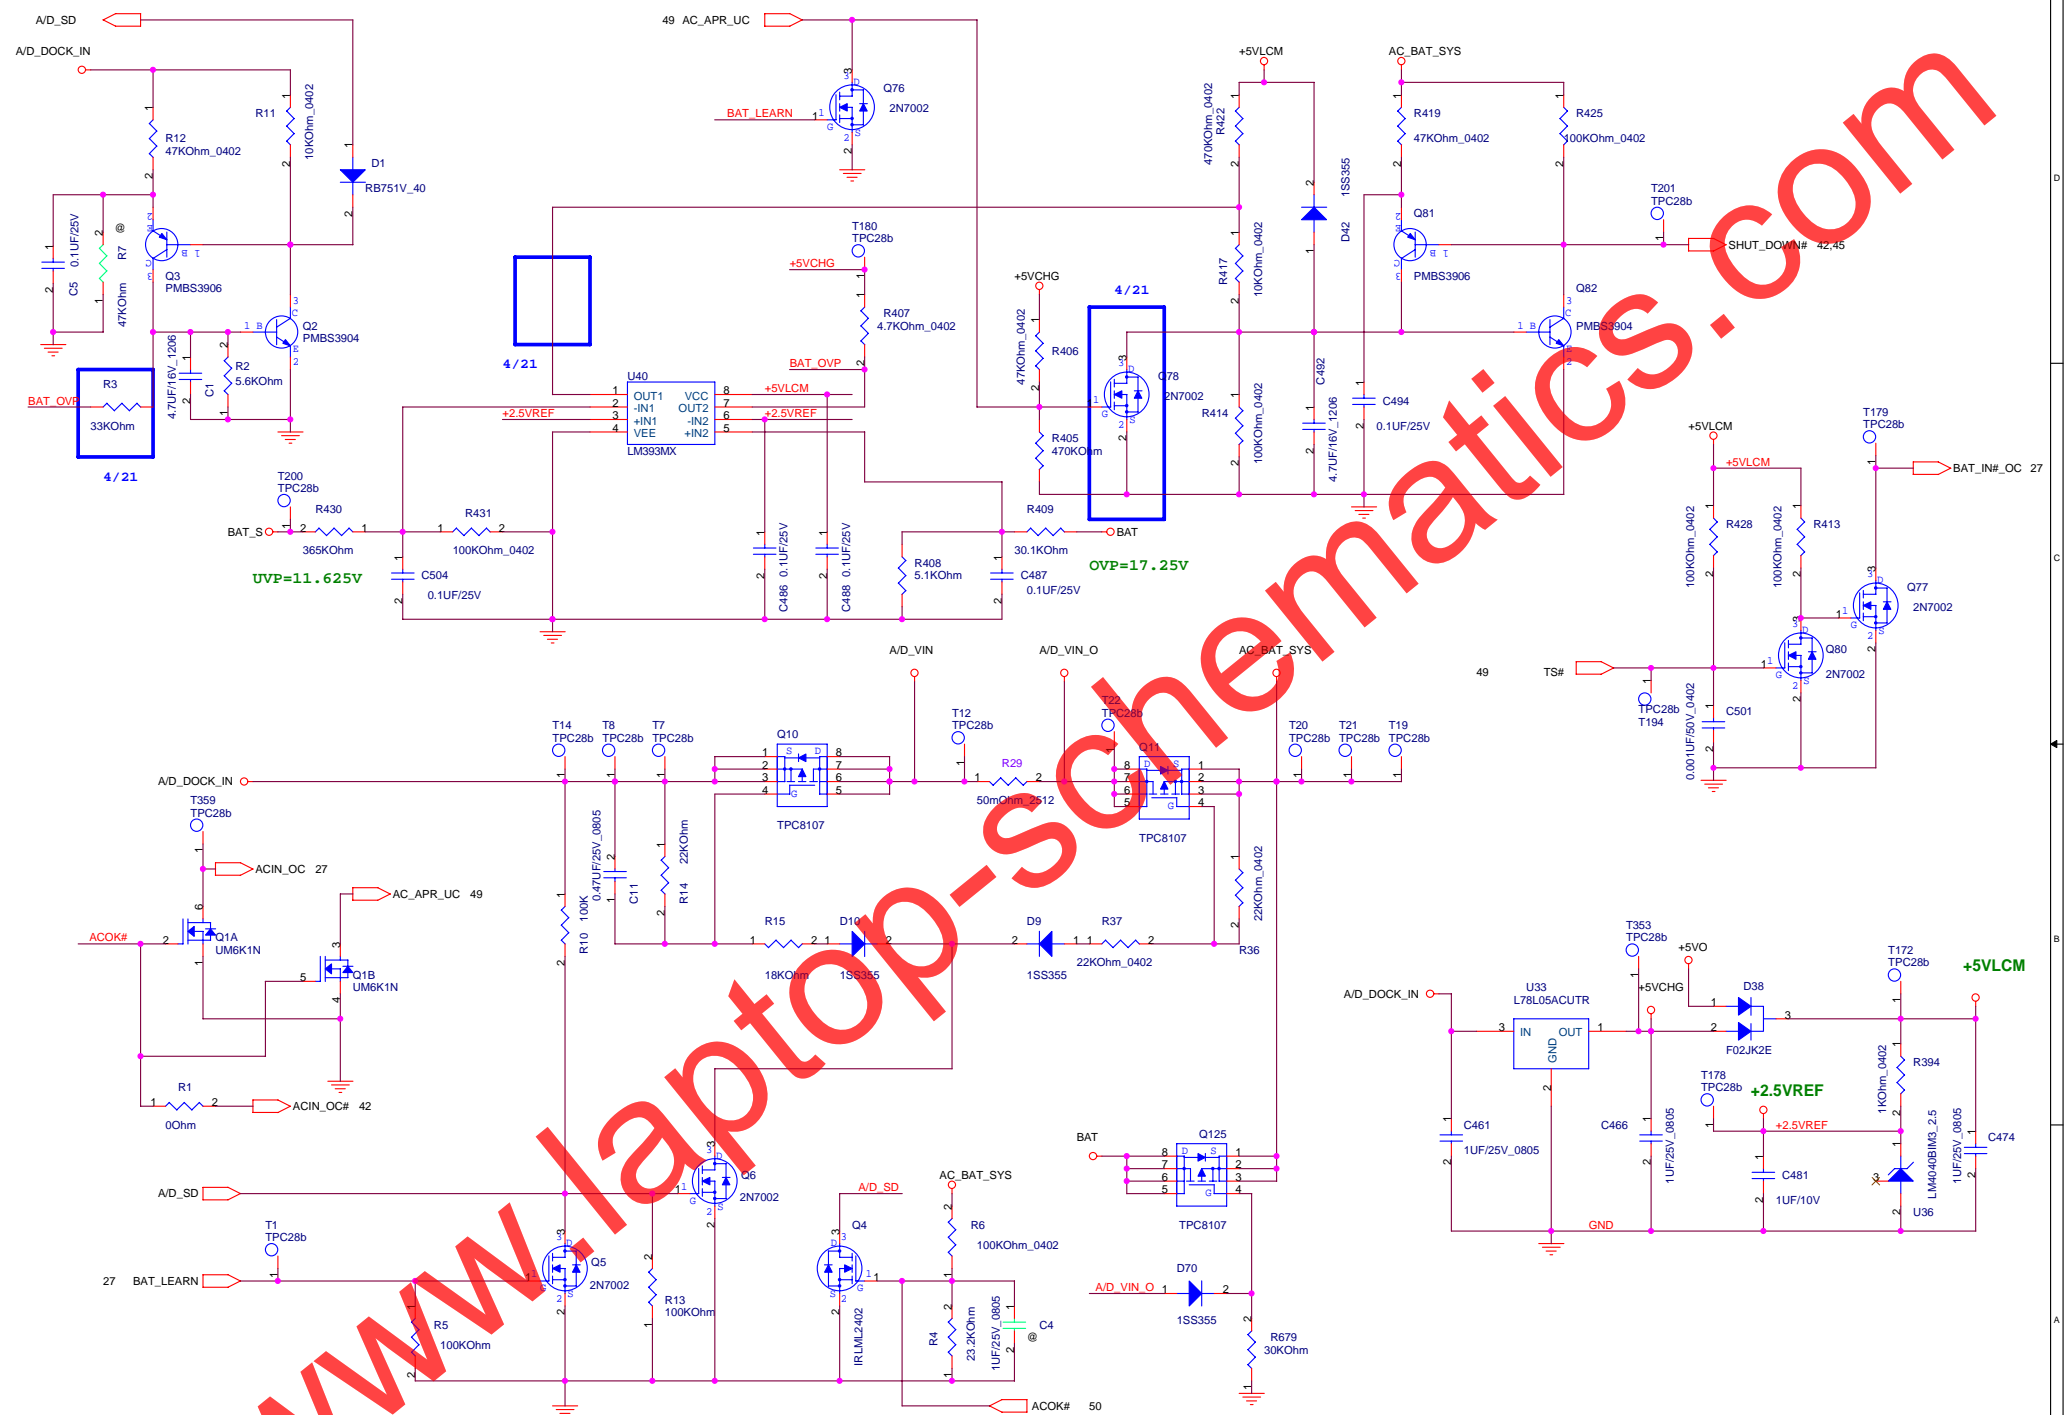 A/D_SD
A/D_DOCK_IN
R12
47KOhm_0402
R11
10KOhm_0402
D1
RB751V_40
C5 0.1UF/25V
R7 @
47KOhm
Q3
PMBS3906
Q2
PMBS3904
R2
5.6KOhm
C1
4.7UF/16V_1206
BAT_OVP
R3
33KOhm
4/21
49 AC_APR_UC
BAT_LEARN
Q76
2N7002
4/21
T180
TPC28b
+5VCHG
R407
4.7KOhm_0402
BAT_OVP
U40
1 OUT1 VCC 8
2 -IN1 OUT2 7
3 +IN1 -IN2 6
4 VEE +IN2 5
LM393MX
+5VLCM
+2.5VREF
+2.5VREF
T200
TPC28b
BAT_S
R430
365KOhm
R431
100KOhm_0402
UVP=11.625V
C504
0.1UF/25V
C486 0.1UF/25V
C488 0.1UF/25V
R408
5.1KOhm
C487
0.1UF/25V
R409
30.1KOhm
BAT
OVP=17.25V
+5VCHG
R406
47KOhm_0402
R405
470KOhm
4/21
Q78
2N7002
+5VLCM
R422
470KOhm_0402
R417
10KOhm_0402
R414
100KOhm_0402
D42
1SS355
C492
4.7UF/16V_1206
C494
0.1UF/25V
AC_BAT_SYS
R419
47KOhm_0402
R425
100KOhm_0402
Q81
PMBS3906
Q82
PMBS3904
T201
TPC28b
SHUT_DOWN# 42,45
+5VLCM
+5VLCM
R428
100KOhm_0402
R413
100KOhm_0402
T179
TPC28b
BAT_IN#_OC 27
Q77
2N7002
Q80
2N7002
49 TS#
TPC28b
T194
C501
0.001UF/50V_0402
A/D_VIN
A/D_VIN_O
AC_BAT_SYS
T14
TPC28b
T8
TPC28b
T7
TPC28b
Q10
TPC8107
T12
TPC28b
R29
50mOhm_2512
T22
TPC28b
Q11
TPC8107
T20
TPC28b
T21
TPC28b
T19
TPC28b
A/D_DOCK_IN
T359
TPC28b
ACIN_OC 27
AC_APR_UC 49
ACOK#
Q1A
UM6K1N
Q1B
UM6K1N
R1
0Ohm
ACIN_OC# 42
R10 100K
C11
0.47UF/25V_0805
R14
22KOhm
R15
18KOhm
D10
1SS355
D9
1SS355
R37
22KOhm_0402
R36
22KOhm_0402
A/D_SD
T1
TPC28b
27 BAT_LEARN
R5
100KOhm
Q5
2N7002
R13
100KOhm
Q6
2N7002
A/D_SD
Q4
IRLML2402
AC_BAT_SYS
R6
100KOhm_0402
R4
23.2KOhm
C4
@
1UF/25V_0805
ACOK# 50
BAT
Q125
TPC8107
A/D_VIN_O
D70
1SS355
R679
30KOhm
A/D_DOCK_IN
U33
L78L05ACUTR
IN OUT
GND
T353
TPC28b
+5VCHG
+5VO
D38
F02JK2E
T172
TPC28b
+5VLCM
R394
1KOhm_0402
T178
TPC28b
+2.5VREF
+2.5VREF
C461
1UF/25V_0805
C466
1UF/25V_0805
C481
1UF/10V
LM4040BIM3_2.5
U36
C474
1UF/25V_0805
GND
D
C
B
A
www.laptop-schematics.com